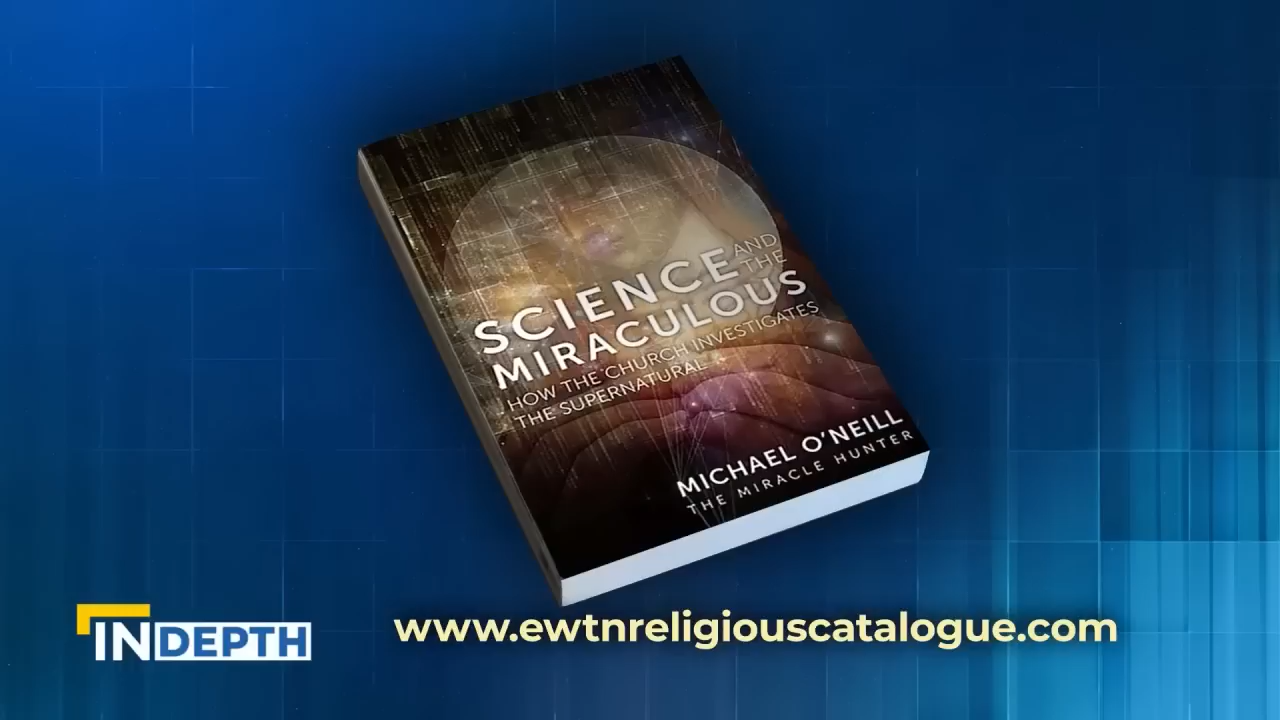 SCIENCE AND THE
MIRACULOUS
HOW THE CHURCH INVESTIGATES
THE SUPERNATURAL
MICHAEL O'NEILL
THE MIRACLE HUNTER
INDEPTH
www.ewtnreligiouscatalogue.com